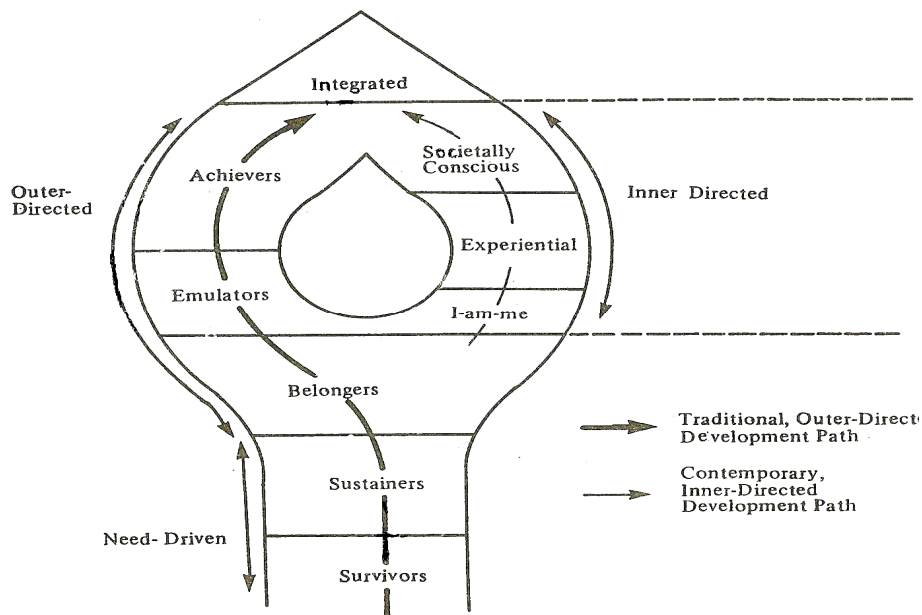 Integrated
Achievers
Societally
Conscious
Outer-
Directed
Inner Directed
Experiential
Emulators
I-am-me
Belongers
Traditional, Outer-Directe
Development Path
Sustainers
Contemporary,
Inner-Directed
Development Path
Need- Driven
Survivors